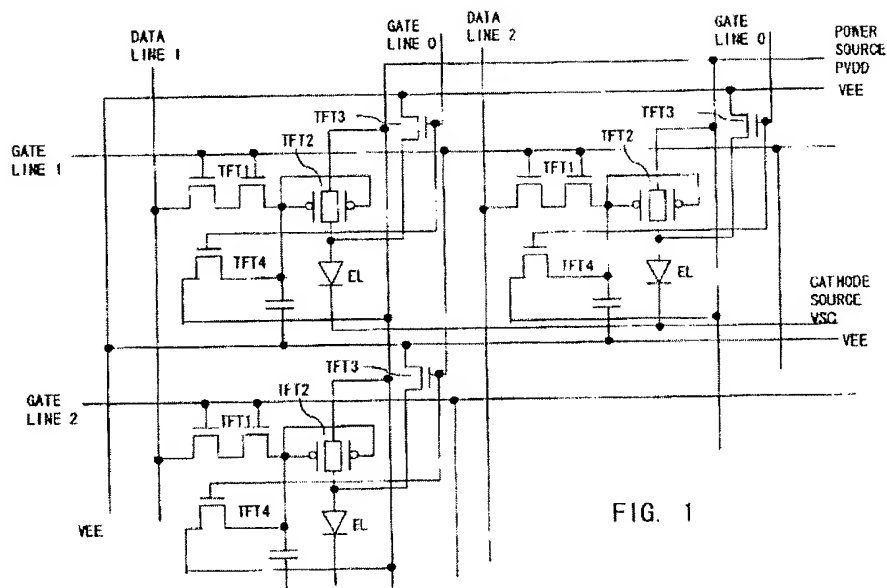 DATA
LINE 1
GATE
LINE 0
DATA
LINE 2
GATE
LINE 0
POWER
SOURCE
PVDD
VEE
TFT3
TFT3
TFT2
TFT2
GATE
LINE 1
TFT1
TFT1
TFT4
EL
TFT4
EL
CATHODE
SOURCE
VSC
VEE
TFT3
TFT2
GATE
LINE 2
TFT1
TFT4
EL
VEE
FIG. 1